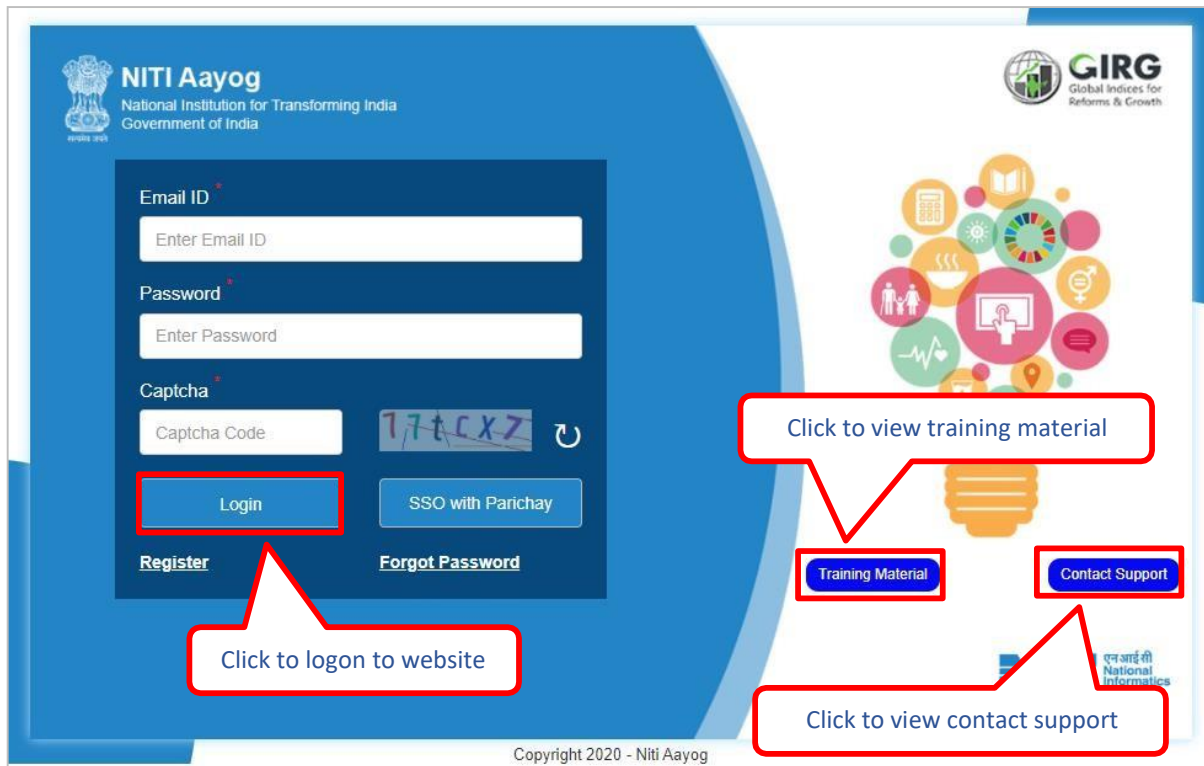 NITI Aayog
National Institution for Transforming India
Government of India
GIRG
Global Indices for
Reforms & Growth
Email ID *
Enter Email ID
Password *
Enter Password
Captcha *
Captcha Code
Click to view training material
Login
SSO with Parichay
Register
Forgot Password
Training Material
Contact Support
Click to logon to website
एन आई सी
National
Informatics
Click to view contact support
Copyright 2020 - Niti Aayog